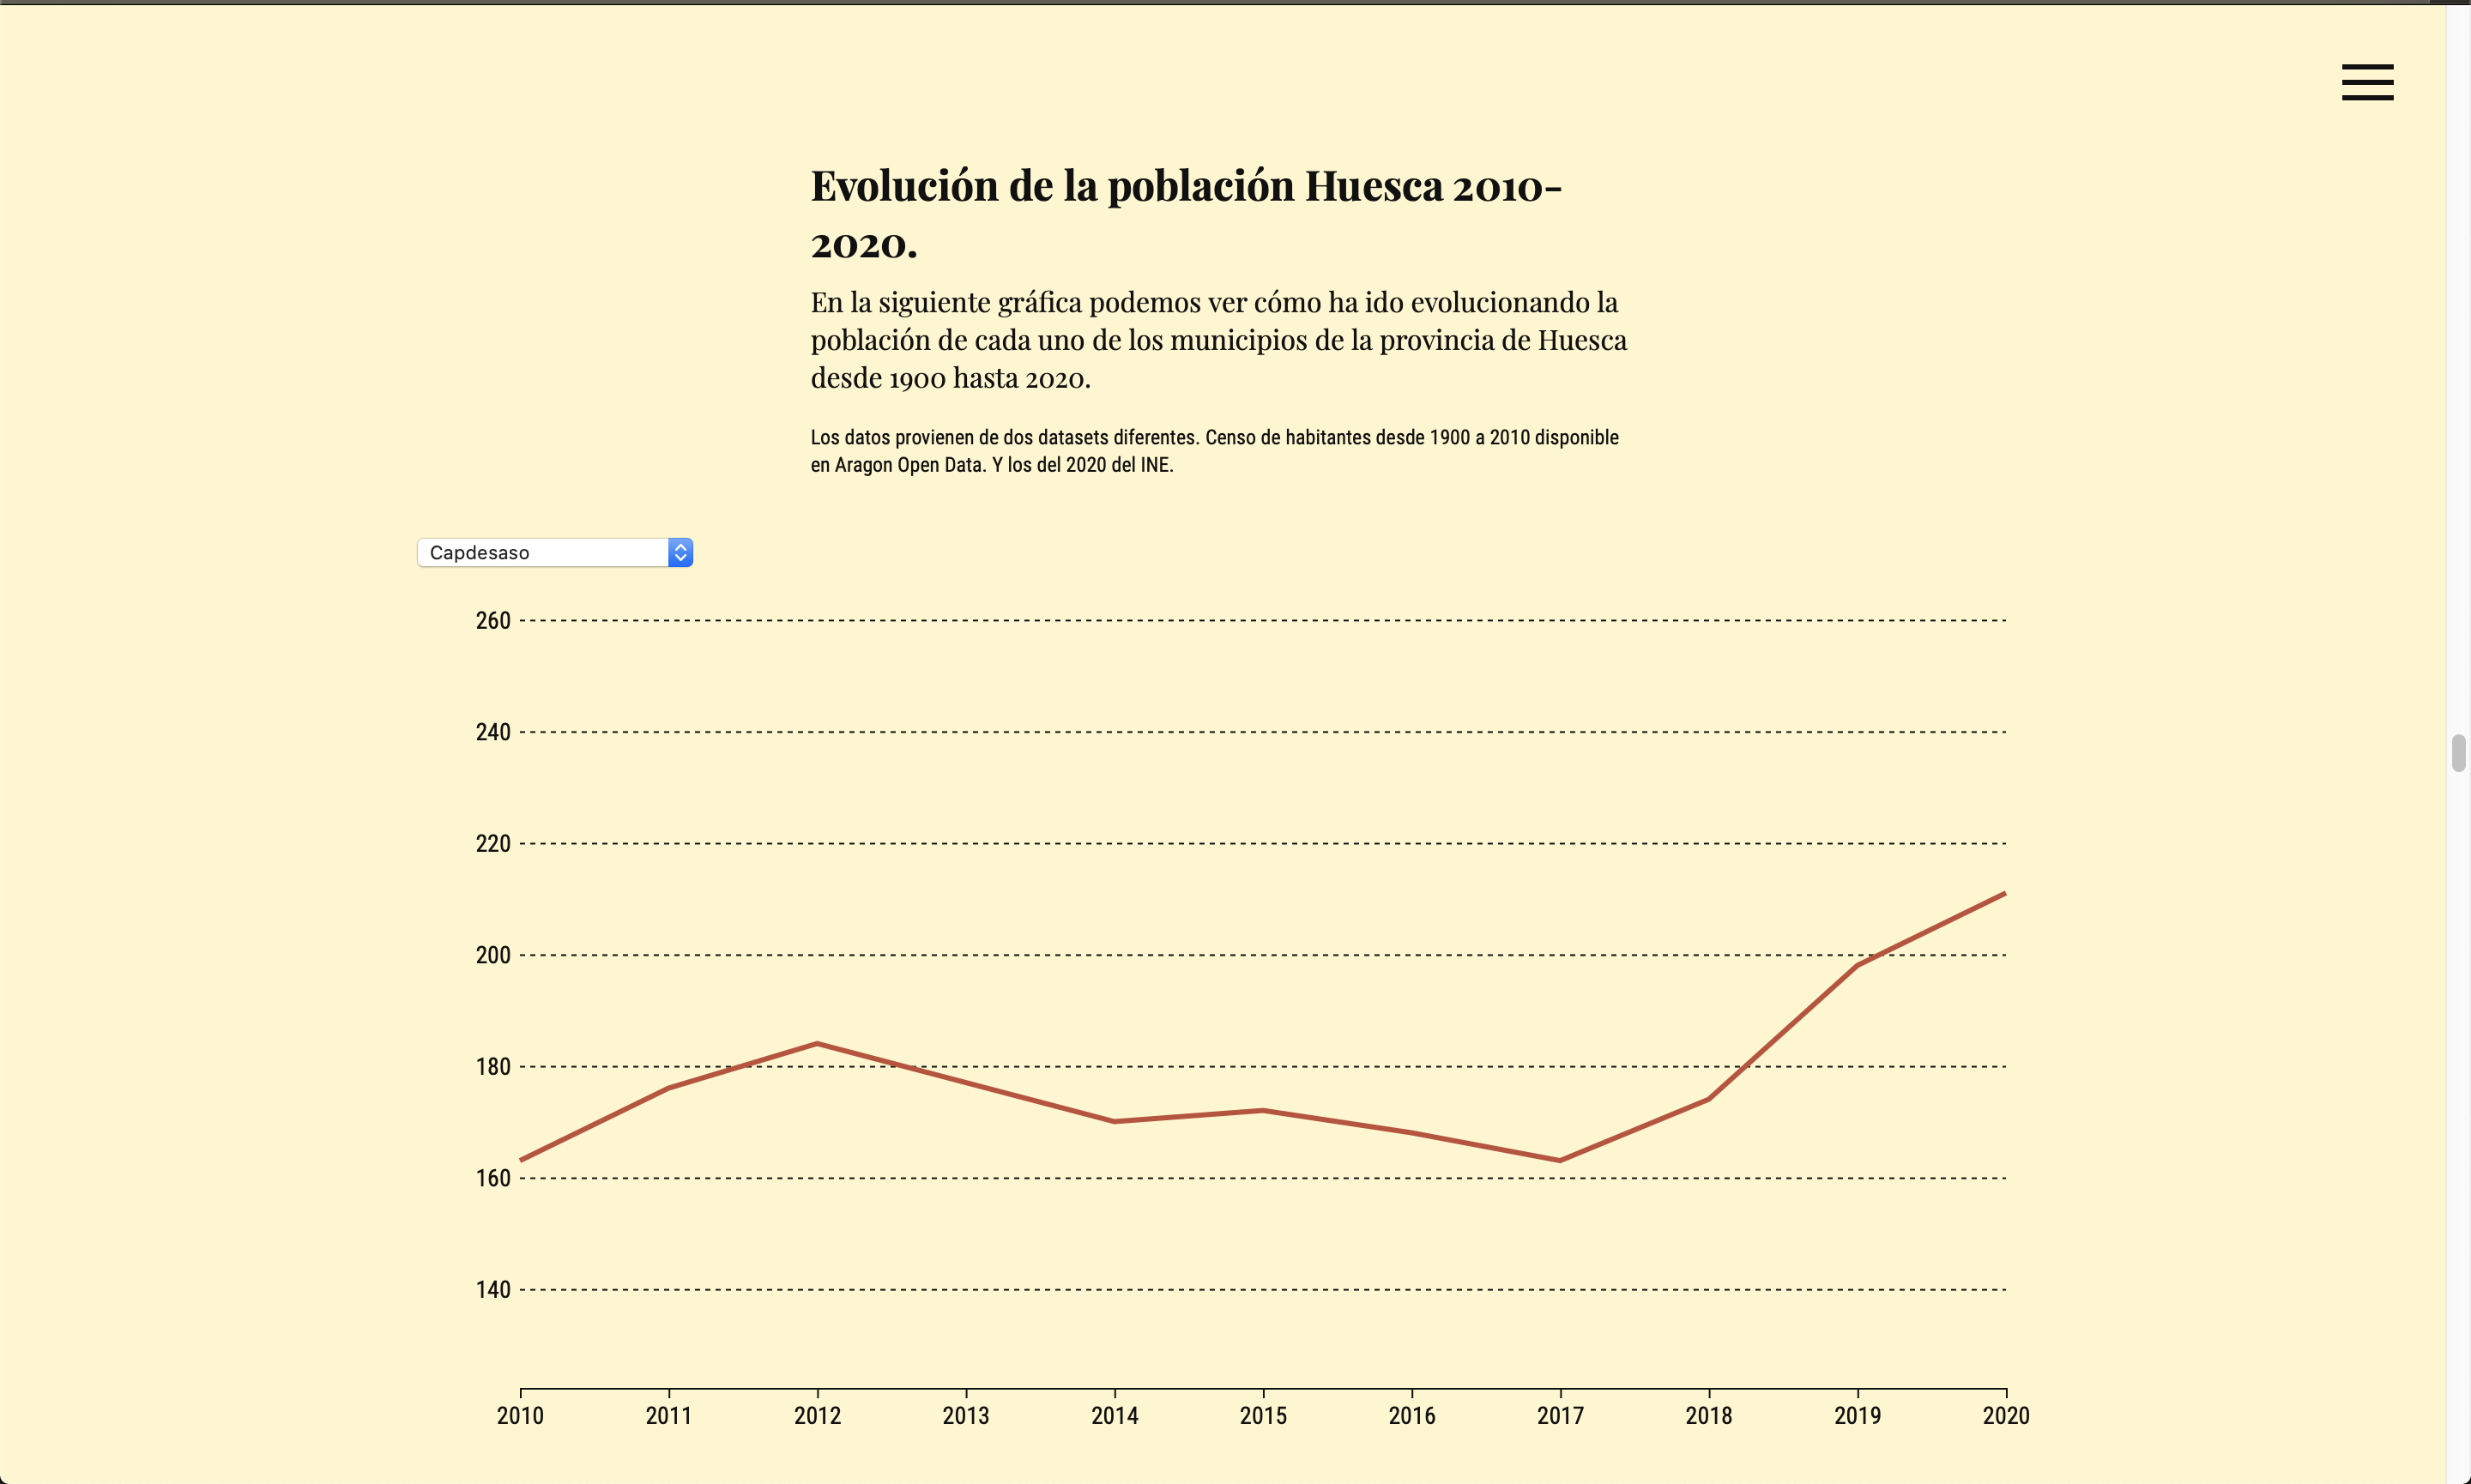 Evolución de la población Huesca 2010-
2020.
En la siguiente gráfica podemos ver cómo ha ido evolucionando la
población de cada uno de los municipios de la provincia de Huesca
desde 1900 hasta 2020.
Los datos provienen de dos datasets diferentes. Censo de habitantes desde 1900 a 2010 disponible
en Aragon Open Data. Y los del 2020 del INE.
Capdesaso
260
240
220
200
180
160
140
2010 2011 2012 2013 2014 2015 2016 2017 2018 2019 2020